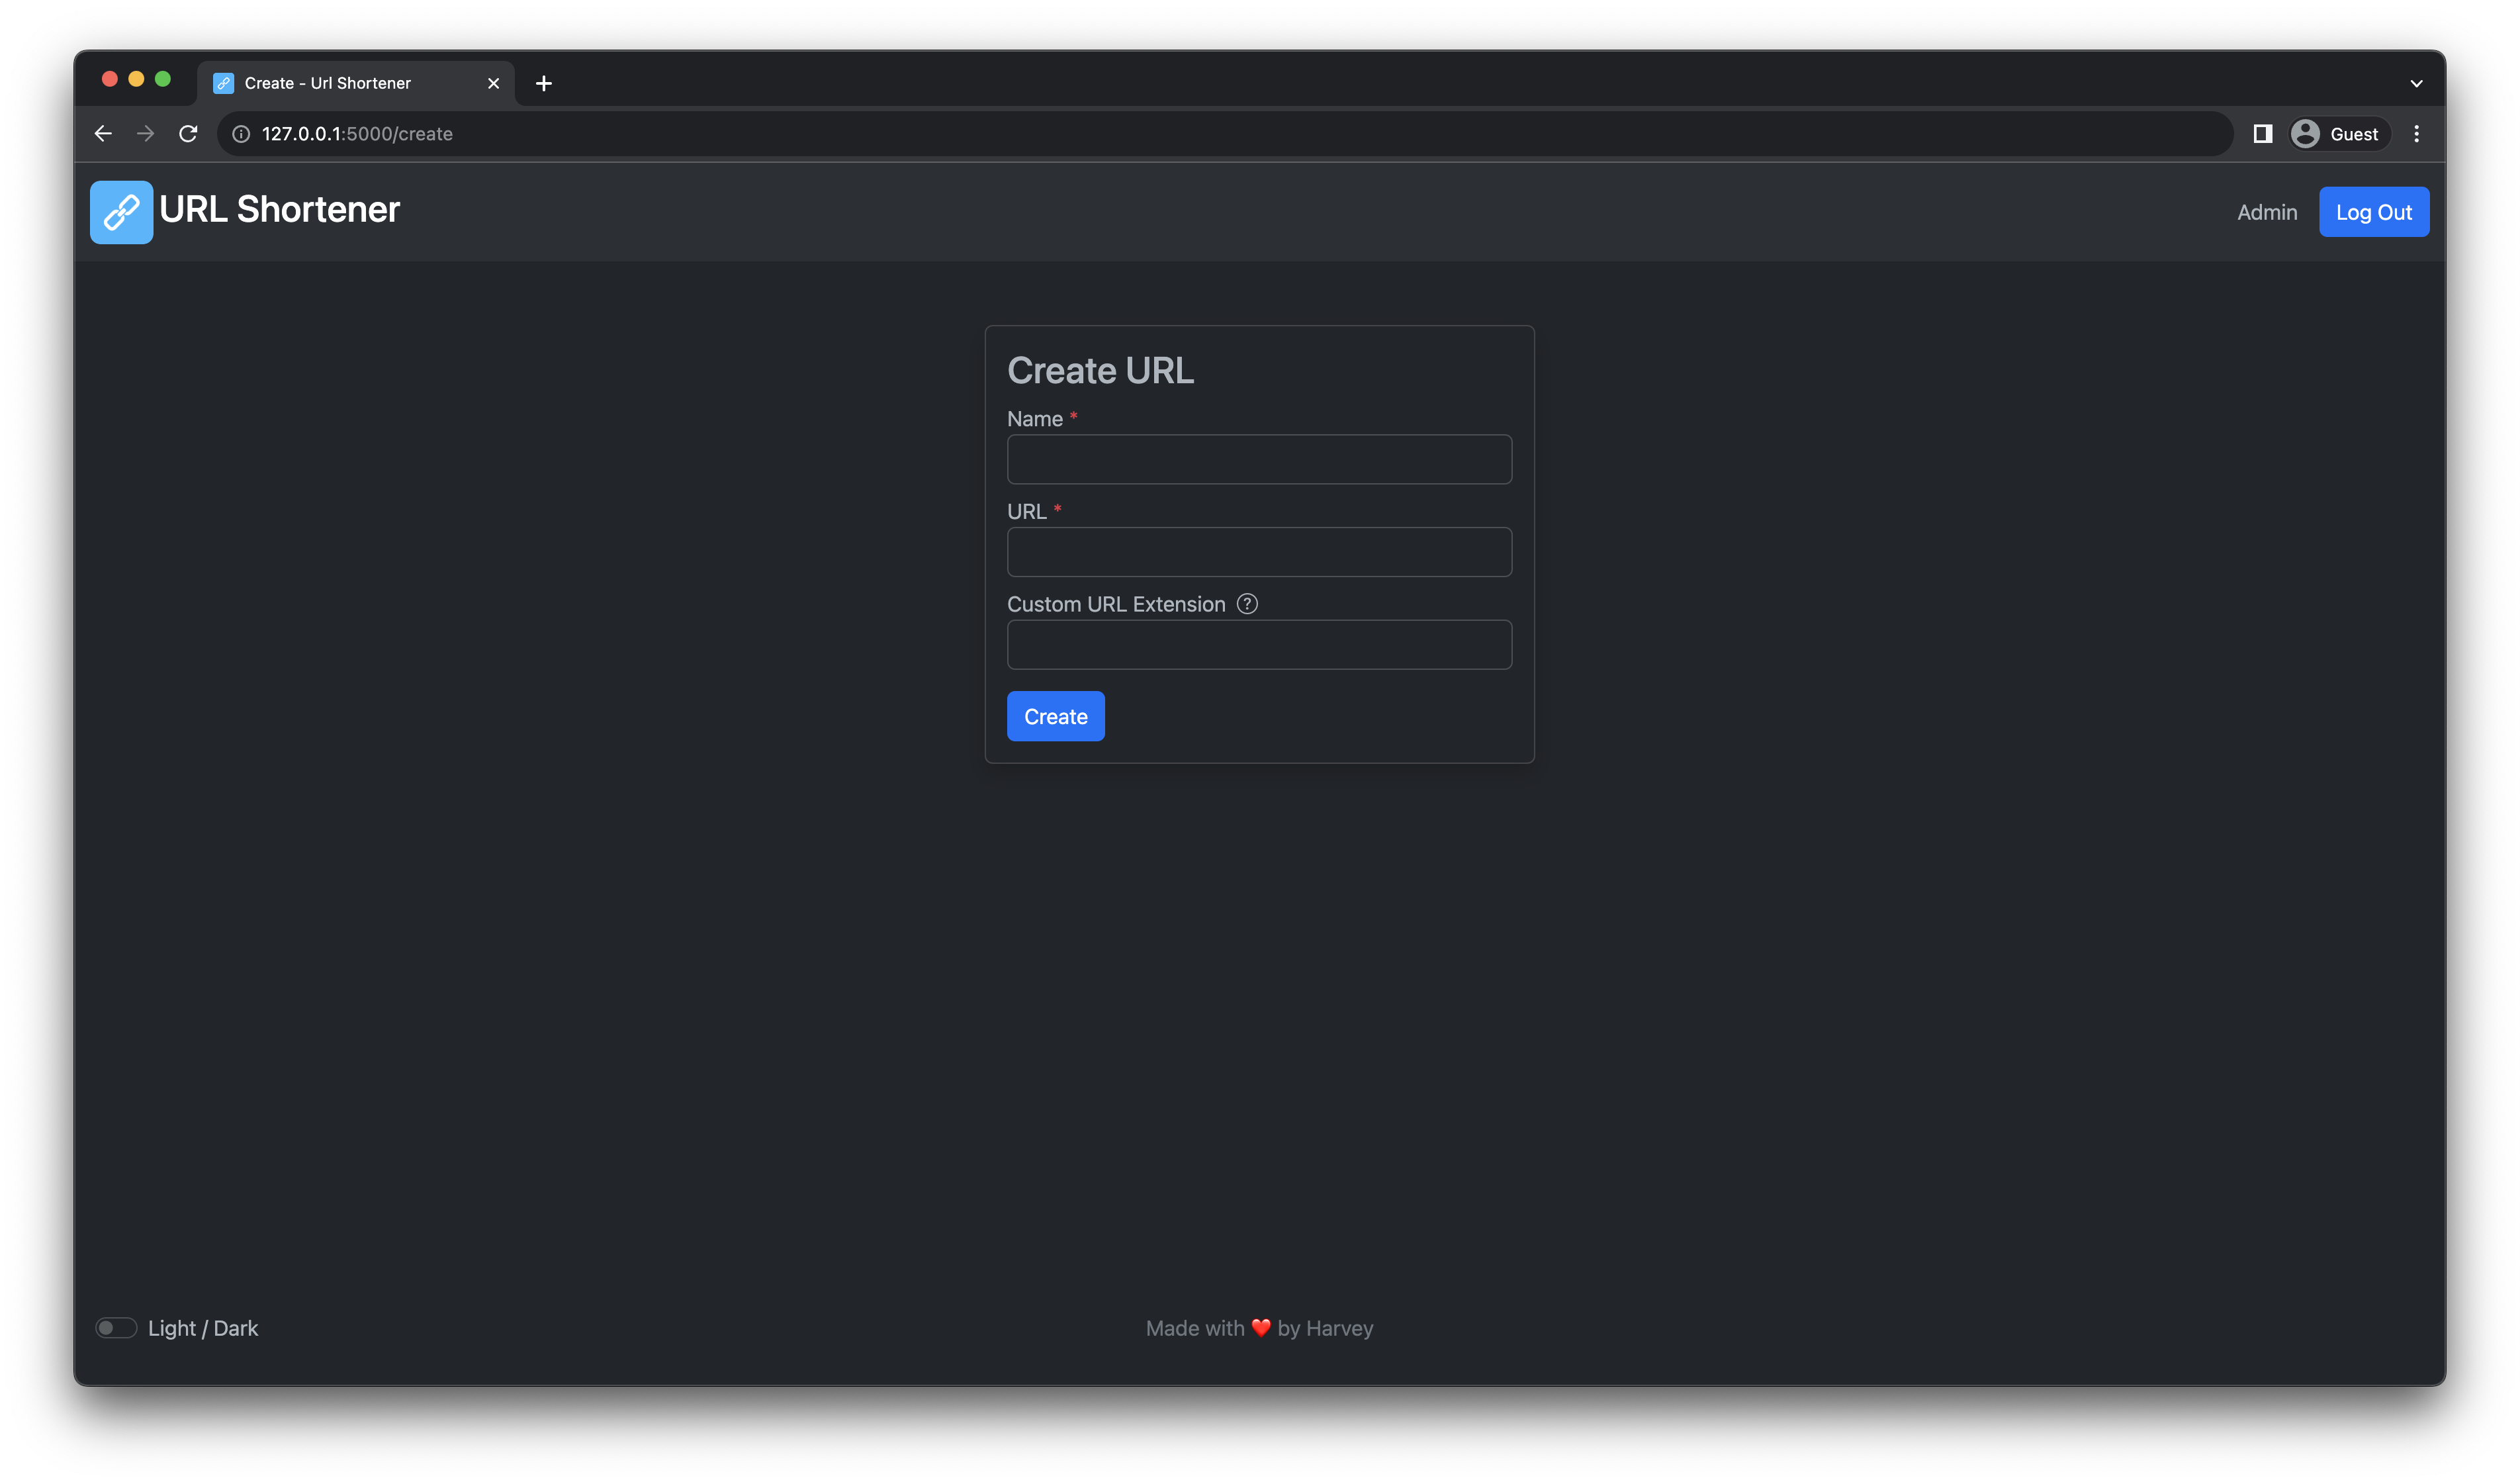 Create - Url Shortener
127.0.0.1:5000/create
Guest
URL Shortener
Admin
Log Out
Create URL
Name *
URL *
Custom URL Extension ?
Create
Light / Dark
Made with ❤️ by Harvey